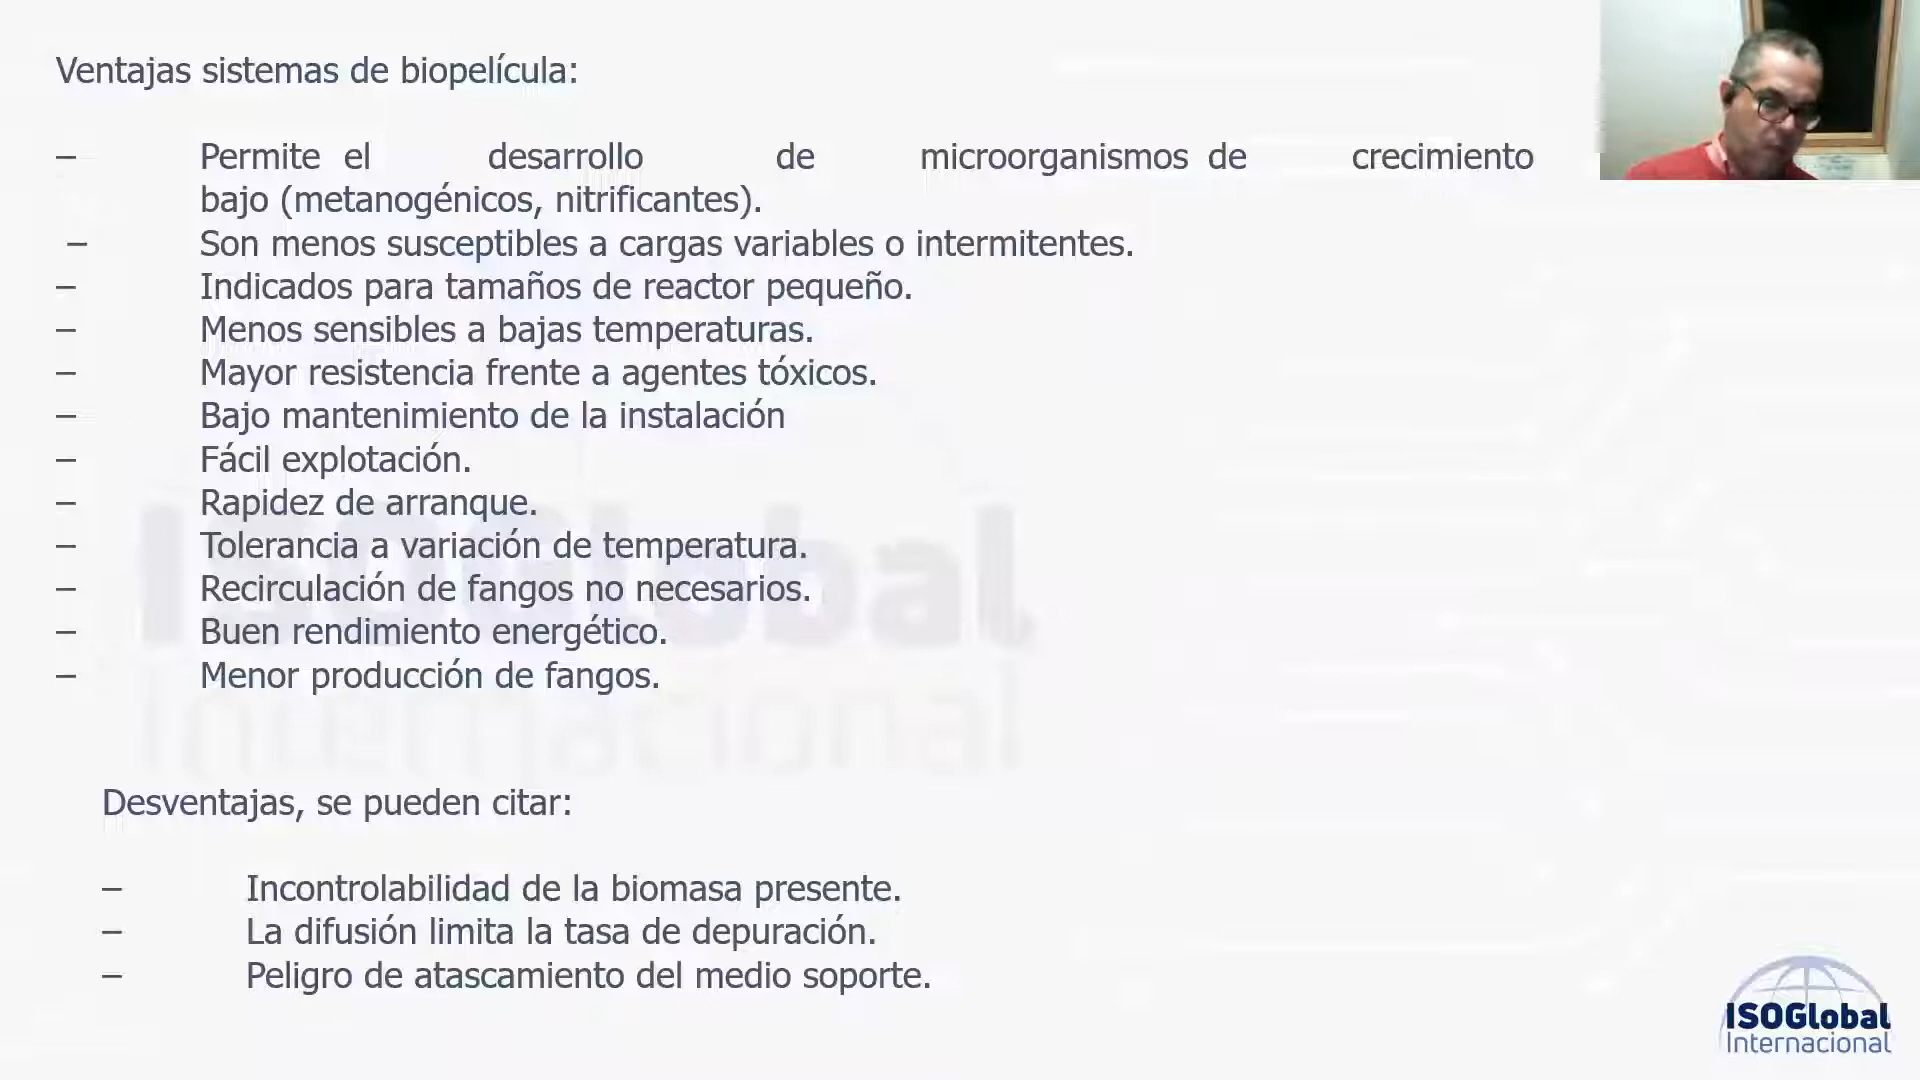 Ventajas sistemas de biopelícula:
– Permite el desarrollo de microorganismos de crecimiento
bajo (metanogénicos, nitrificantes).
– Son menos susceptibles a cargas variables o intermitentes.
– Indicados para tamaños de reactor pequeño.
– Menos sensibles a bajas temperaturas.
– Mayor resistencia frente a agentes tóxicos.
– Bajo mantenimiento de la instalación
– Fácil explotación.
– Rapidez de arranque.
– Tolerancia a variación de temperatura.
– Recirculación de fangos no necesarios.
– Buen rendimiento energético.
– Menor producción de fangos.
ISOGlobal
Internacional
Desventajas, se pueden citar:
– Incontrolabilidad de la biomasa presente.
– La difusión limita la tasa de depuración.
– Peligro de atascamiento del medio soporte.
ISOGlobal
Internacional